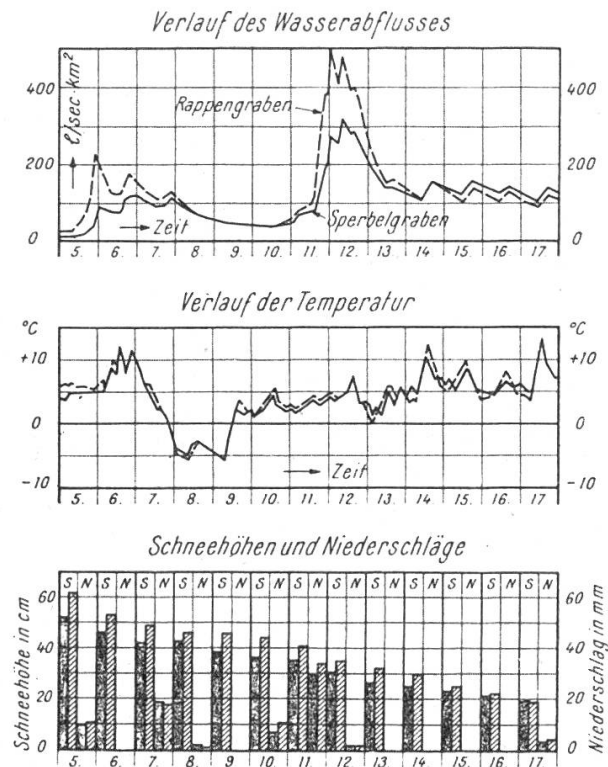 Verlauf des Wasserabflusses
400 400
ℓ/sec·km²
Rappengraben
200 200
Sperbelgraben
0 Zeit 0
5. 6. 7. 8. 9. 10. 11. 12. 13. 14. 15. 16. 17.
Verlauf der Temperatur
°C °C
+10 +10
0 0
Zeit
-10 -10
5. 6. 7. 8. 9. 10. 11. 12. 13. 14 15. 16. 17
Schneehöhen und Niederschläge
S N S N S N S N S N S N S N S N S N S N S N S N S N
60 60
40 40
20 20
0 0
Schneehöhe in cm
Niederschlag in mm
5. 6. 7. 8. 9 10. 11. 12. 13. 14. 15. 16. 17.